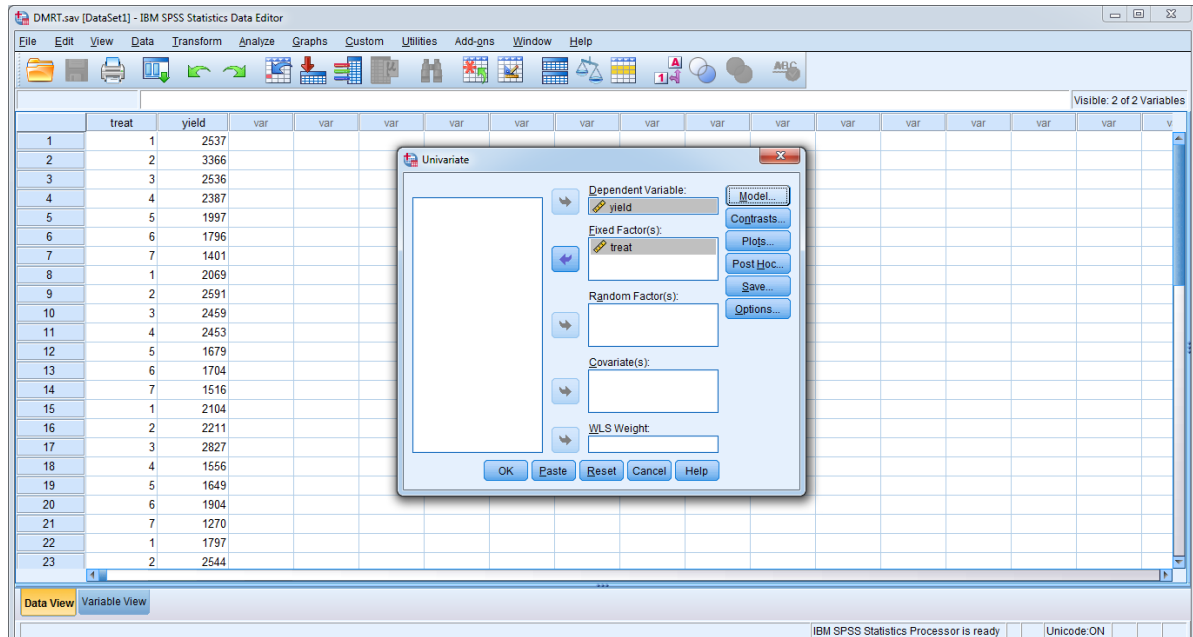 DMRT.sav [DataSet1] - IBM SPSS Statistics Data Editor
File Edit View Data Transform Analyze Graphs Custom Utilities Add-ons Window Help
Visible: 2 of 2 Variables
treat yield var var var var var var var var var var var var var v
1 1 2537
2 2 3366
3 3 2536
4 4 2387
5 5 1997
6 6 1796
7 7 1401
8 1 2069
9 2 2591
10 3 2459
11 4 2453
12 5 1679
13 6 1704
14 7 1516
15 1 2104
16 2 2211
17 3 2827
18 4 1556
19 5 1649
20 6 1904
21 7 1270
22 1 1797
23 2 2544
Univariate
Dependent Variable:
yield
Fixed Factor(s):
treat
Random Factor(s):
Covariate(s):
WLS Weight:
Model...
Contrasts...
Plots...
Post Hoc...
Save...
Options...
OK Paste Reset Cancel Help
Data View Variable View
IBM SPSS Statistics Processor is ready Unicode:ON